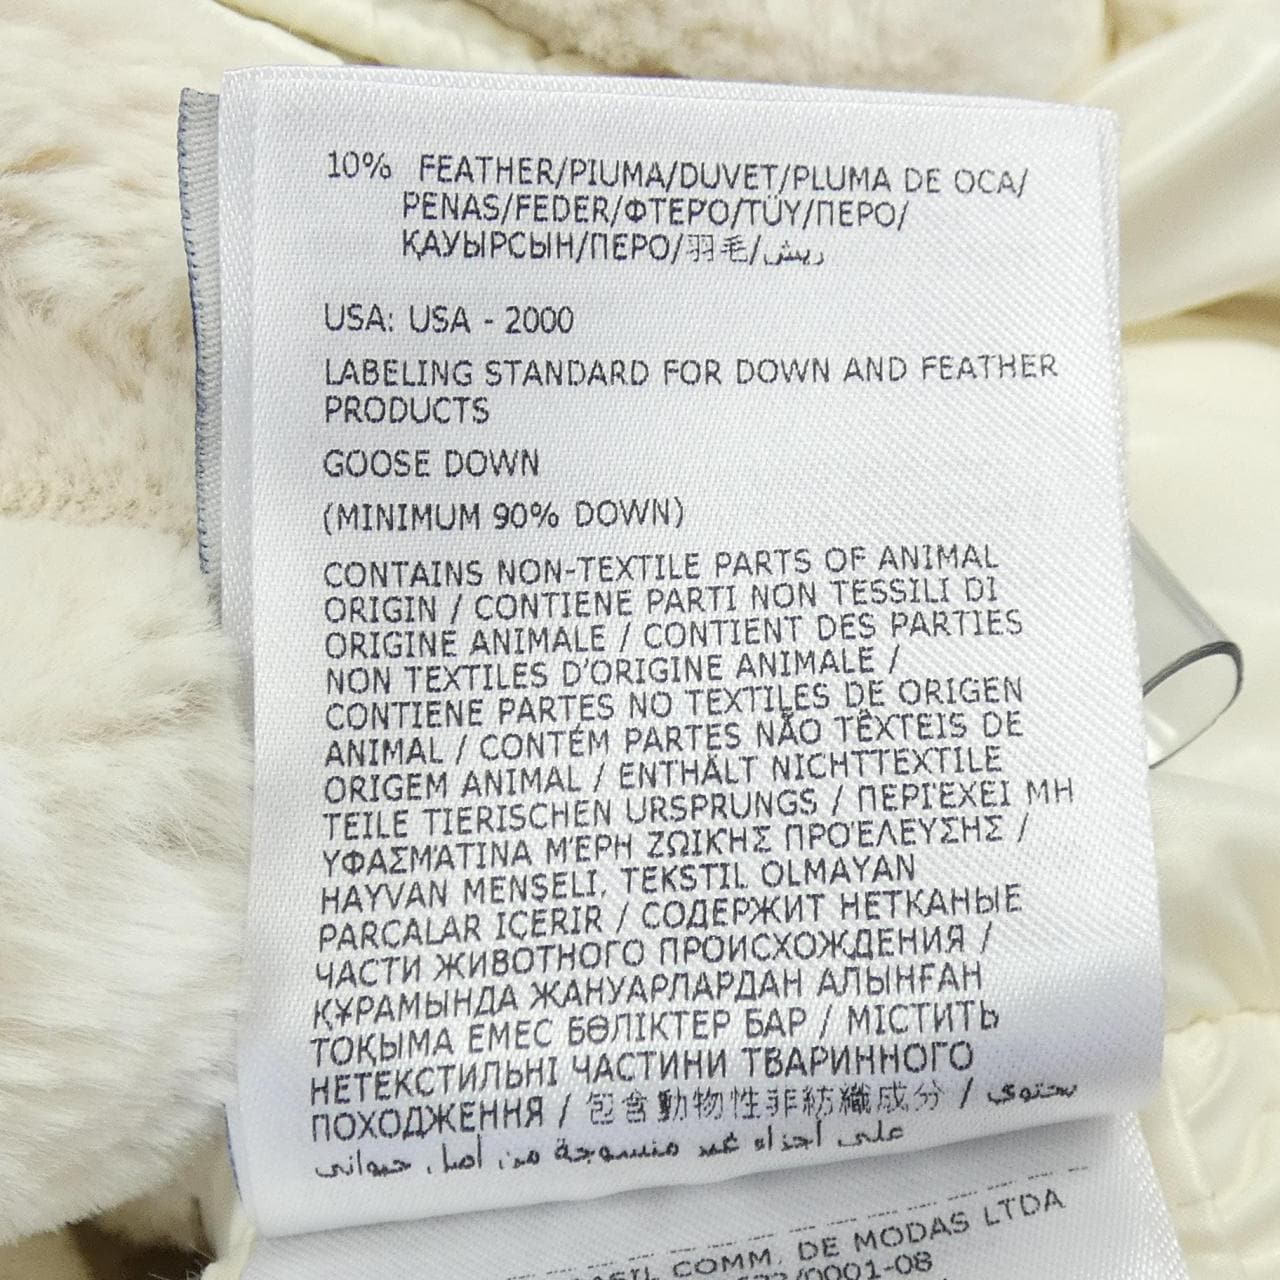 10% FEATHER/PIUMA/DUVET/PLUMA DE OCA/
PENAS/FEDER/ΦΤΕΡΌ/TÜY/ПЕРО/
ҚАУЫРСЫН/ПЕРО/羽毛/ريش
USA: USA - 2000
LABELING STANDARD FOR DOWN AND FEATHER
PRODUCTS
GOOSE DOWN
(MINIMUM 90% DOWN)
CONTAINS NON-TEXTILE PARTS OF ANIMAL
ORIGIN / CONTIENE PARTI NON TESSILI DI
ORIGINE ANIMALE / CONTIENT DES PARTIES
NON TEXTILES D'ORIGINE ANIMALE /
CONTIENE PARTES NO TEXTILES DE ORIGEN
ANIMAL / CONTÉM PARTES NÃO TÊXTEIS DE
ORIGEM ANIMAL / ENTHÄLT NICHTTEXTILE
TEILE TIERISCHEN URSPRUNGS / ΠΕΡΙΈΧΕΙ ΜΗ
ΥΦΑΣΜΆΤΙΝΑ ΜΈΡΗ ΖΩΙΚΉΣ ΠΡΟΈΛΕΥΣΗΣ /
HAYVAN MENŞELI, TEKSTIL OLMAYAN
PARÇALAR IÇERIR / СОДЕРЖИТ НЕТКАНЫЕ
ЧАСТИ ЖИВОТНОГО ПРОИСХОЖДЕНИЯ /
ҚҰРАМЫНДА ЖАНУАРЛАРДАН АЛЫНҒАН
ТОҚЫМА ЕМЕС БӨЛІКТЕР БАР / МІСТИТЬ
НЕТЕКСТИЛЬНІ ЧАСТИНИ ТВАРИННОГО
ПОХОДЖЕННЯ / 包含動物性非紡織成分 / يحتوي
على أجزاء غير منسوجة من أصل حيواني
COMM. DE MODAS LTDA
/0001-08